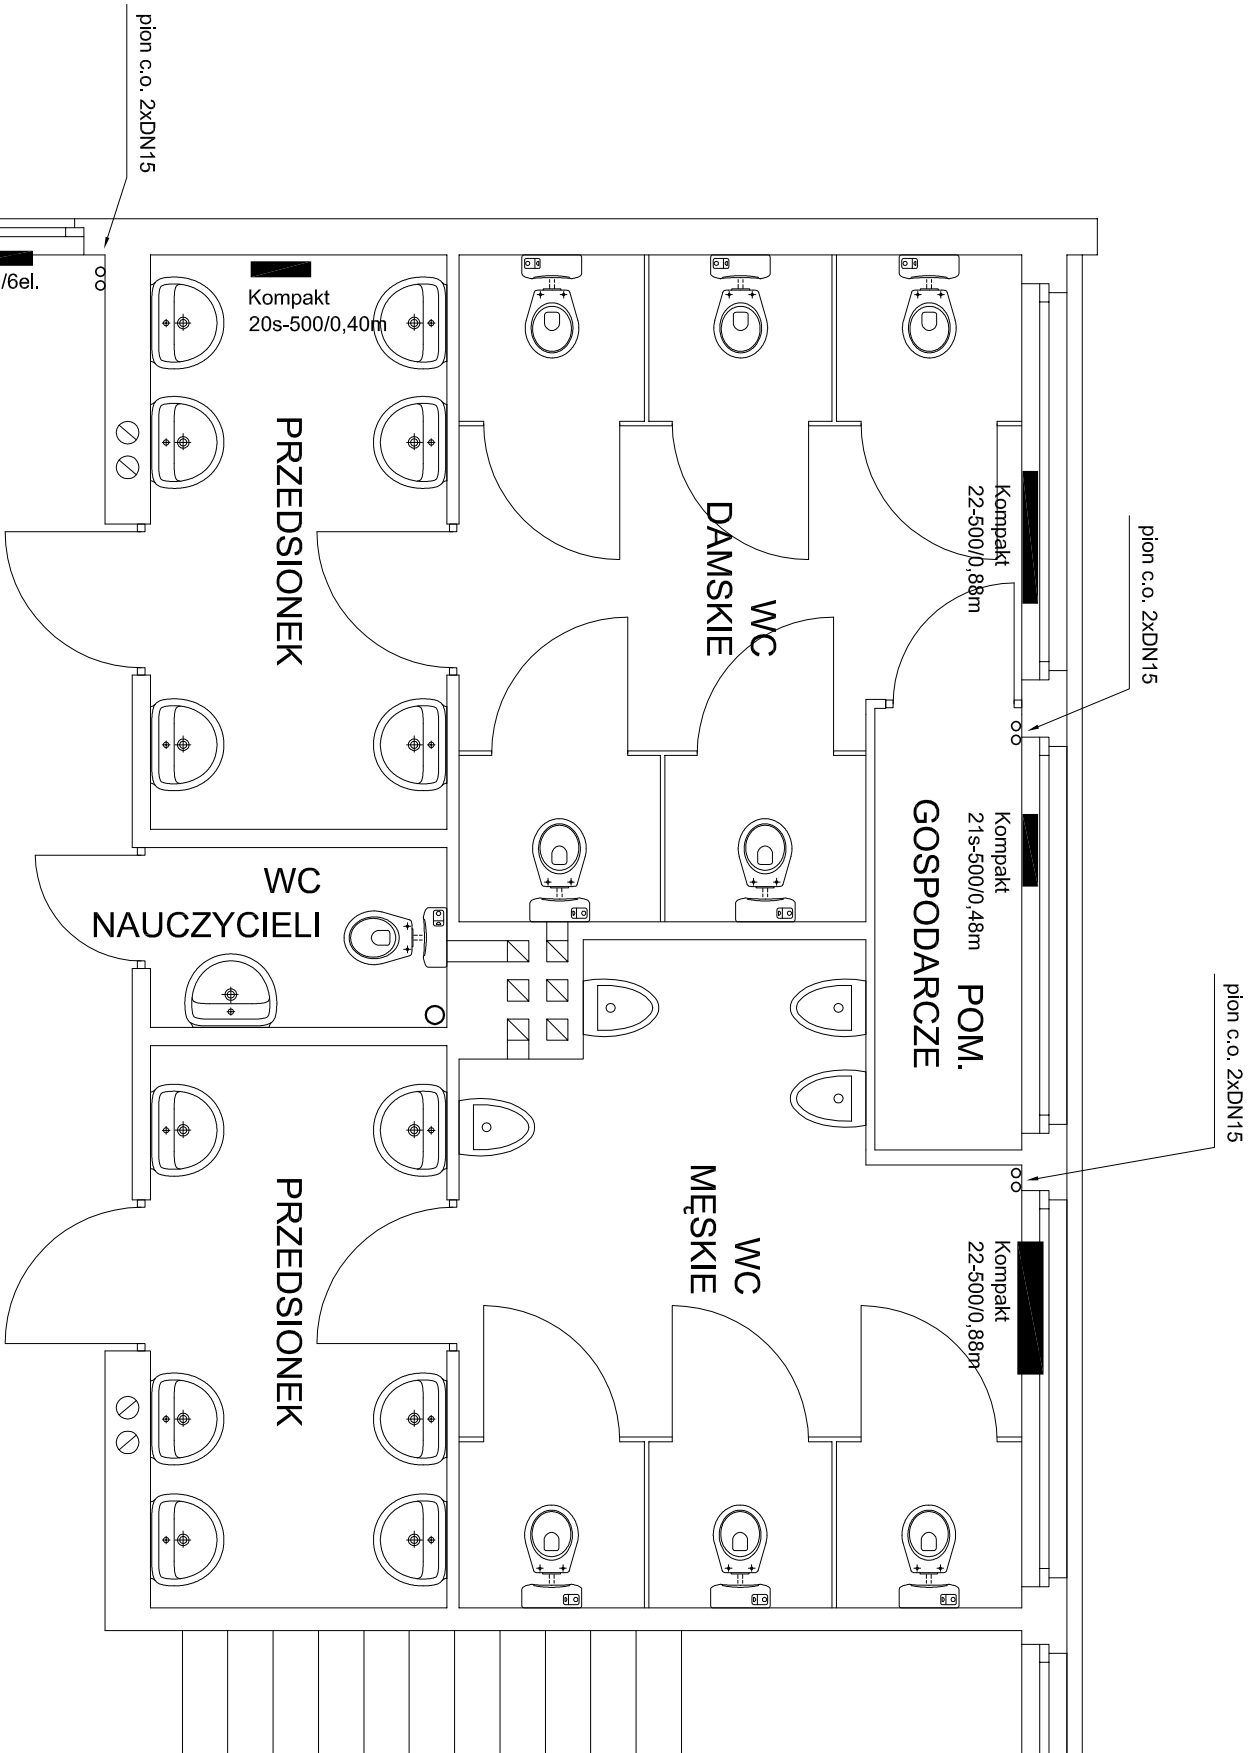 pion c.o. 2xDN15
/6el.
Kompakt
20s-500/0,40m
PRZEDSIONEK
WC
DAMSKIE
Kompakt
22-500/0,88m
pion c.o. 2xDN15
Kompakt
21s-500/0,48m
POM.
GOSPODARCZE
WC
NAUCZYCIELI
pion c.o. 2xDN15
PRZEDSIONEK
WC
MĘSKIE
Kompakt
22-500/0,88m